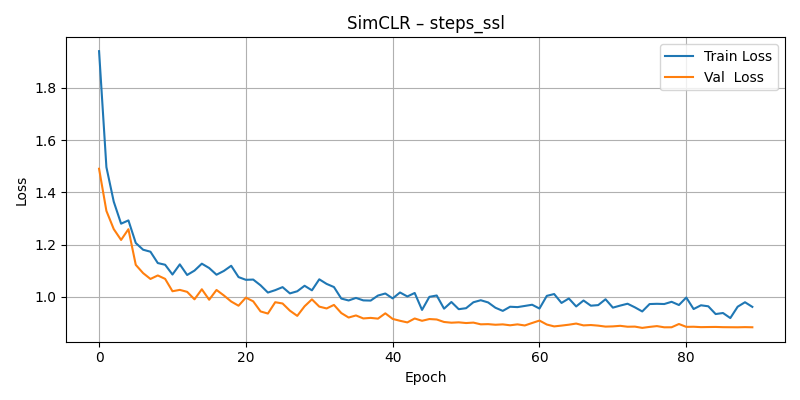 SimCLR – steps_ssl
Train Loss
Val  Loss
Loss
1.8
1.6
1.4
1.2
1.0
0 20 40 60 80
Epoch